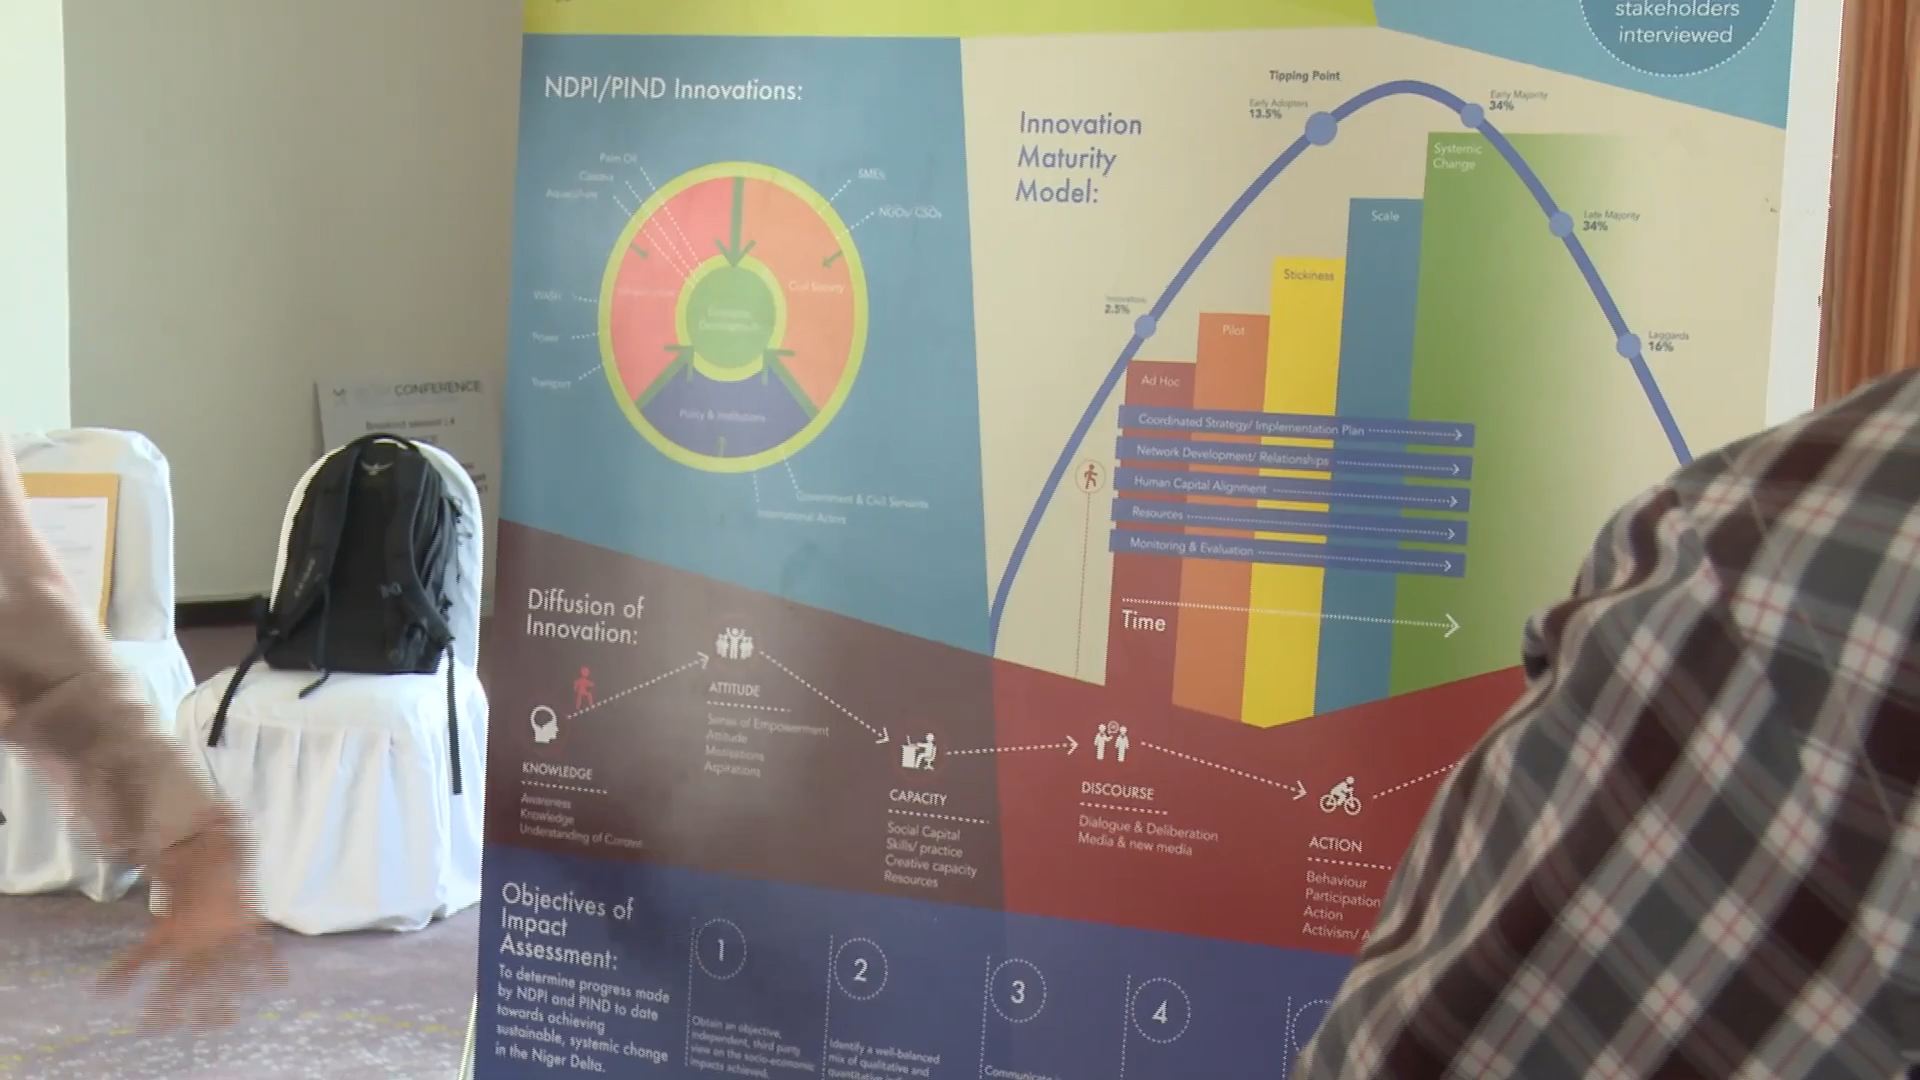 stakeholders
interviewed
NDPI/PIND Innovations:
Palm Oil
Cassava
Aquaculture
SMEs
NGOs/ CSOs
WASH
Power
Transport
Civil Society
Economic
Development
Policy & Institutions
Government & Civil Servants
International Actors
Innovation
Maturity
Model:
Tipping Point
Early Adopters
13.5%
Early Majority
34%
Late Majority
34%
Laggards
16%
Innovators
2.5%
Ad Hoc
Pilot
Stickiness
Scale
Systemic
Change
Coordinated Strategy/ Implementation Plan
Network Development/ Relationships
Human Capital Alignment
Resources
Monitoring & Evaluation
Time
CONFERENCE
Diffusion of
Innovation:
KNOWLEDGE
Awareness
Knowledge
Understanding of Context
ATTITUDE
Sense of Empowerment
Attitude
Motivations
Aspirations
CAPACITY
Social Capital
Skills/ practice
Creative capacity
Resources
DISCOURSE
Dialogue & Deliberation
Media & new media
ACTION
Behaviour
Participation
Action
Activism/ A
Objectives of
Impact
Assessment:
To determine progress made
by NDPI and PIND to date
towards achieving
sustainable, systemic change
in the Niger Delta.
1
Obtain an objective,
independent, third party
view on the socio-economic
impacts achieved.
2
Identify a well-balanced
mix of qualitative and
3
Communicate
4